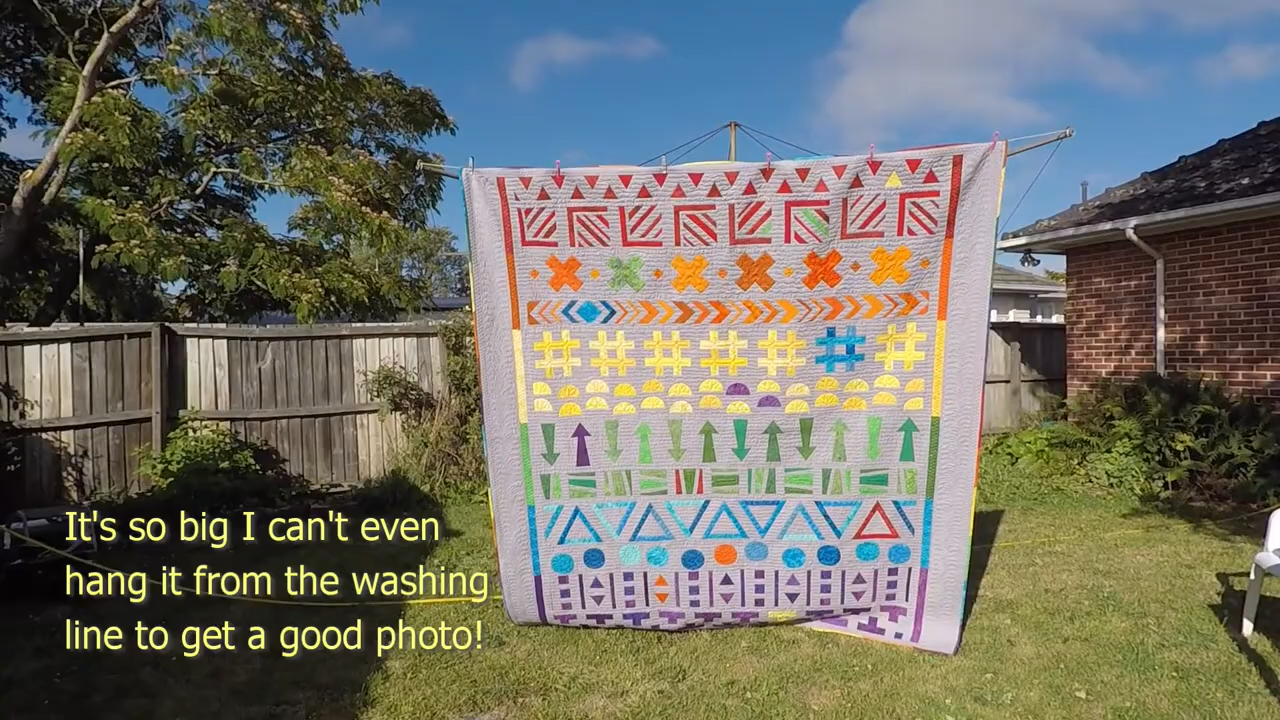 It's so big I can't even
hang it from the washing
line to get a good photo!